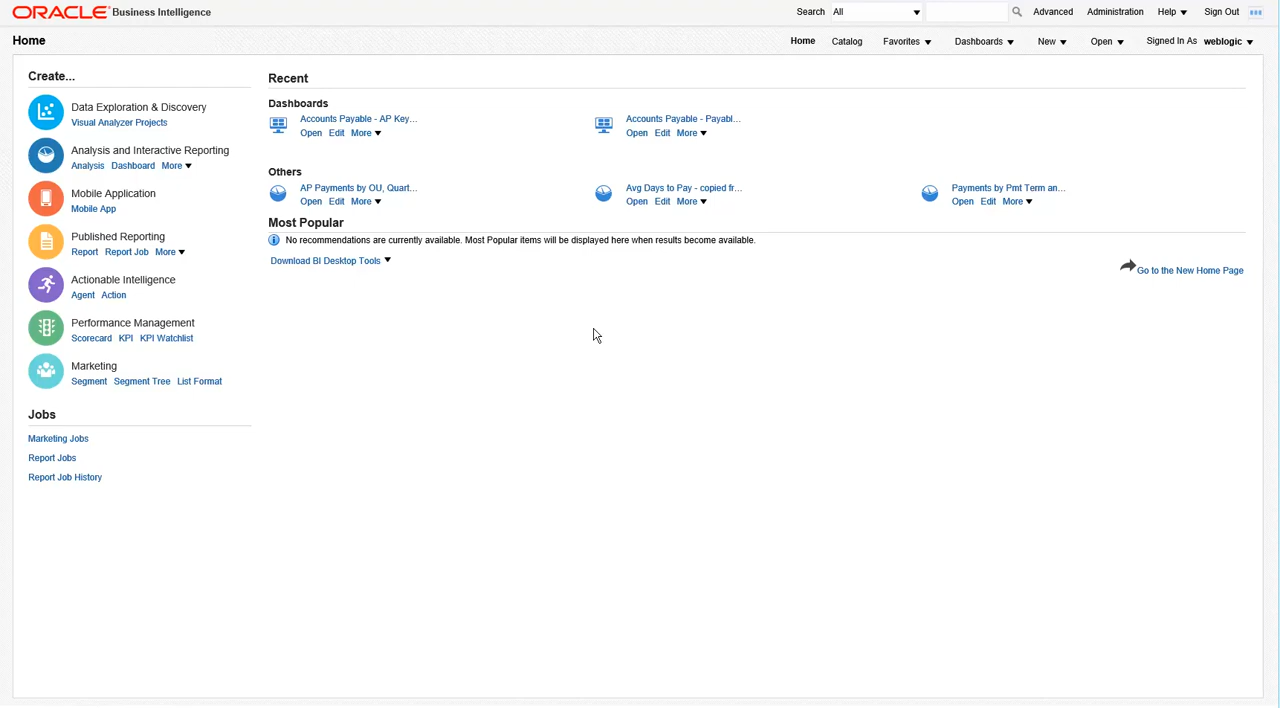 ORACLE Business Intelligence
Search All Advanced Administration Help Sign Out
Home
Home Catalog Favorites Dashboards New Open Signed In As weblogic
Create...
Data Exploration & Discovery
Visual Analyzer Projects
Analysis and Interactive Reporting
Analysis Dashboard More
Mobile Application
Mobile App
Published Reporting
Report Report Job More
Actionable Intelligence
Agent Action
Performance Management
Scorecard KPI KPI Watchlist
Marketing
Segment Segment Tree List Format
Jobs
Marketing Jobs
Report Jobs
Report Job History
Recent
Dashboards
Accounts Payable - AP Key...
Open Edit More
Accounts Payable - Payabl...
Open Edit More
Others
AP Payments by OU, Quart...
Open Edit More
Avg Days to Pay - copied fr...
Open Edit More
Payments by Pmt Term an...
Open Edit More
Most Popular
No recommendations are currently available. Most Popular items will be displayed here when results become available.
Download BI Desktop Tools
Go to the New Home Page